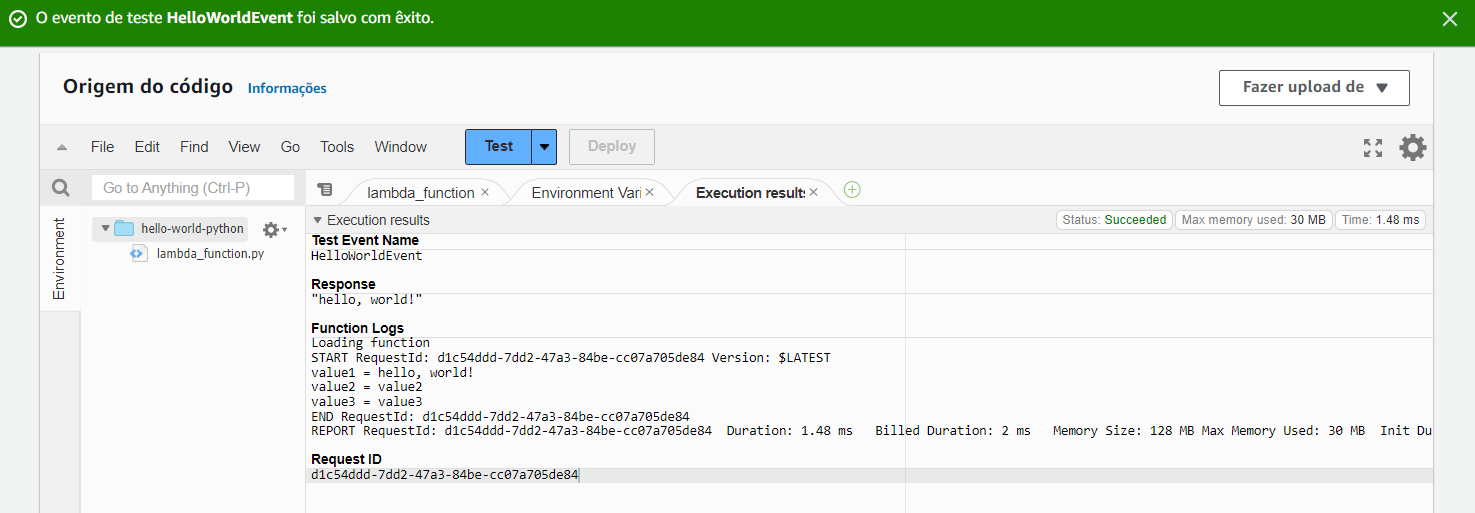 O evento de teste HelloWorldEvent foi salvo com êxito.
Origem do código Informações
Fazer upload de
File Edit Find View Go Tools Window Test Deploy
Go to Anything (Ctrl-P)
lambda_function Environment Vari Execution results
Environment
hello-world-python
lambda_function.py
Execution results
Status: Succeeded Max memory used: 30 MB Time: 1.48 ms
Test Event Name
HelloWorldEvent
Response
"hello, world!"
Function Logs
Loading function
START RequestId: d1c54ddd-7dd2-47a3-84be-cc07a705de84 Version: $LATEST
value1 = hello, world!
value2 = value2
value3 = value3
END RequestId: d1c54ddd-7dd2-47a3-84be-cc07a705de84
REPORT RequestId: d1c54ddd-7dd2-47a3-84be-cc07a705de84 Duration: 1.48 ms Billed Duration: 2 ms Memory Size: 128 MB Max Memory Used: 30 MB Init Du
Request ID
d1c54ddd-7dd2-47a3-84be-cc07a705de84